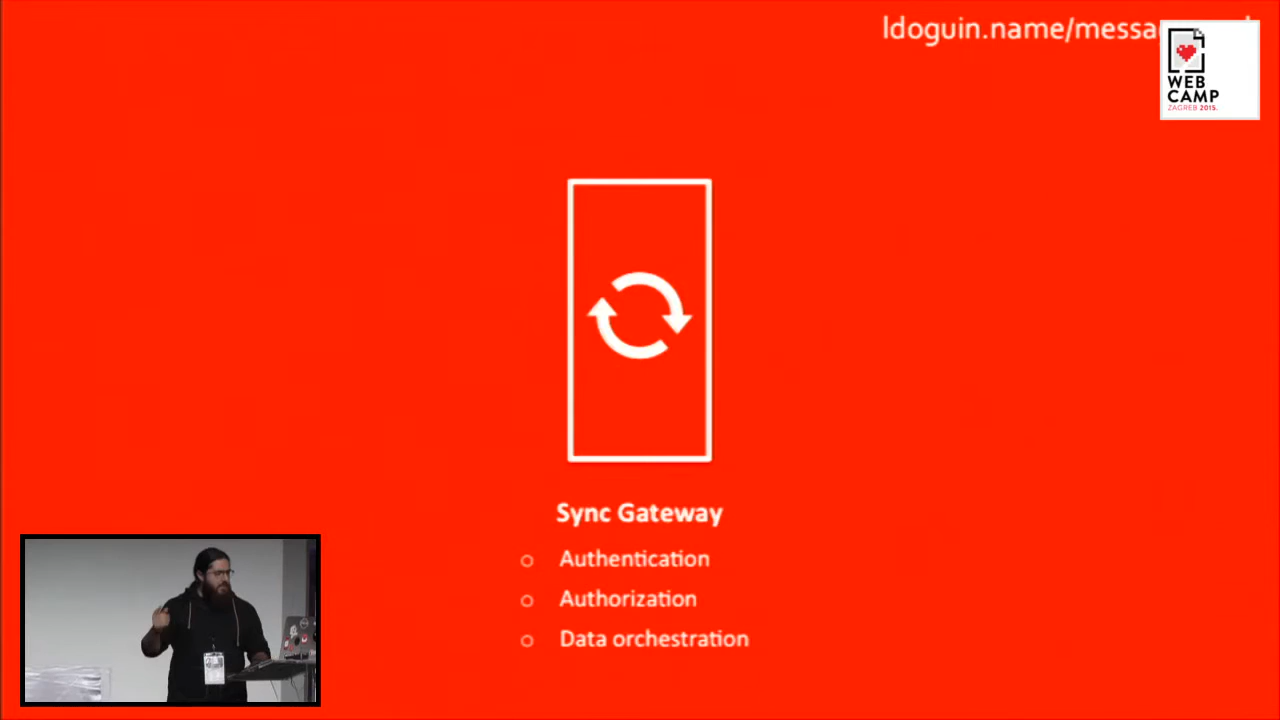 ldoguin.name/messa
WEB
CAMP
ZAGREB 2015.
Sync Gateway
○ Authentication
○ Authorization
○ Data orchestration